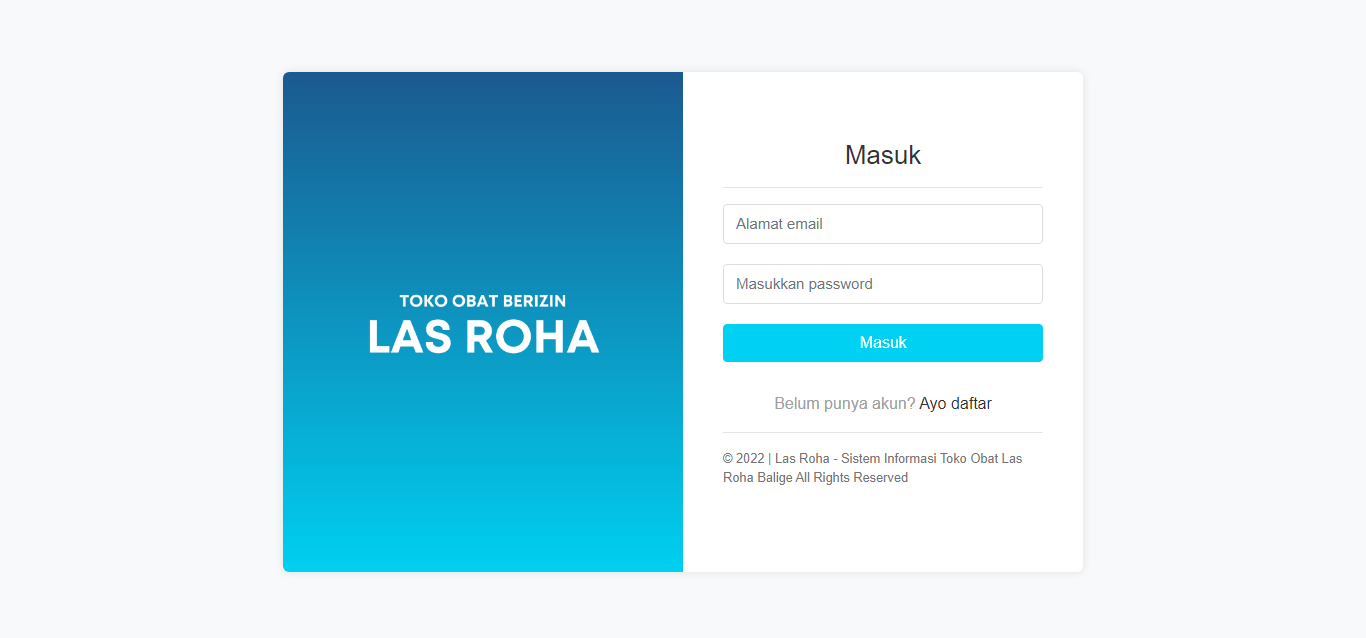 TOKO OBAT BERIZIN
LAS ROHA
Masuk
Alamat email
Masukkan password
Masuk
Belum punya akun? Ayo daftar
© 2022 | Las Roha - Sistem Informasi Toko Obat Las
Roha Balige All Rights Reserved